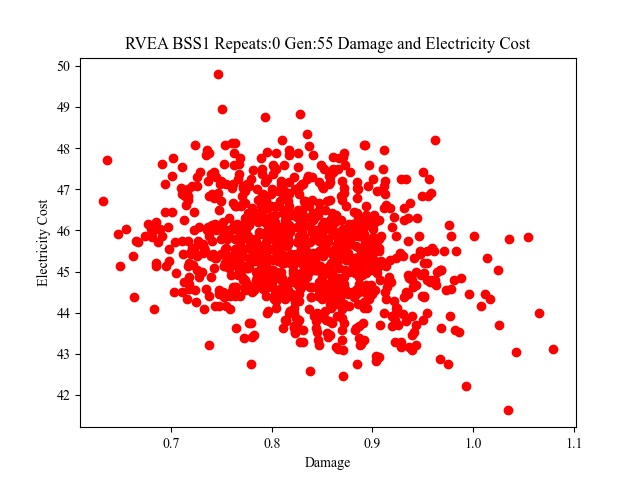 RVEA BSS1 Repeats:0 Gen:55 Damage and Electricity Cost
50
49
48
47
46
45
44
43
42
Electricity Cost
0.7 0.8 0.9 1.0 1.1
Damage